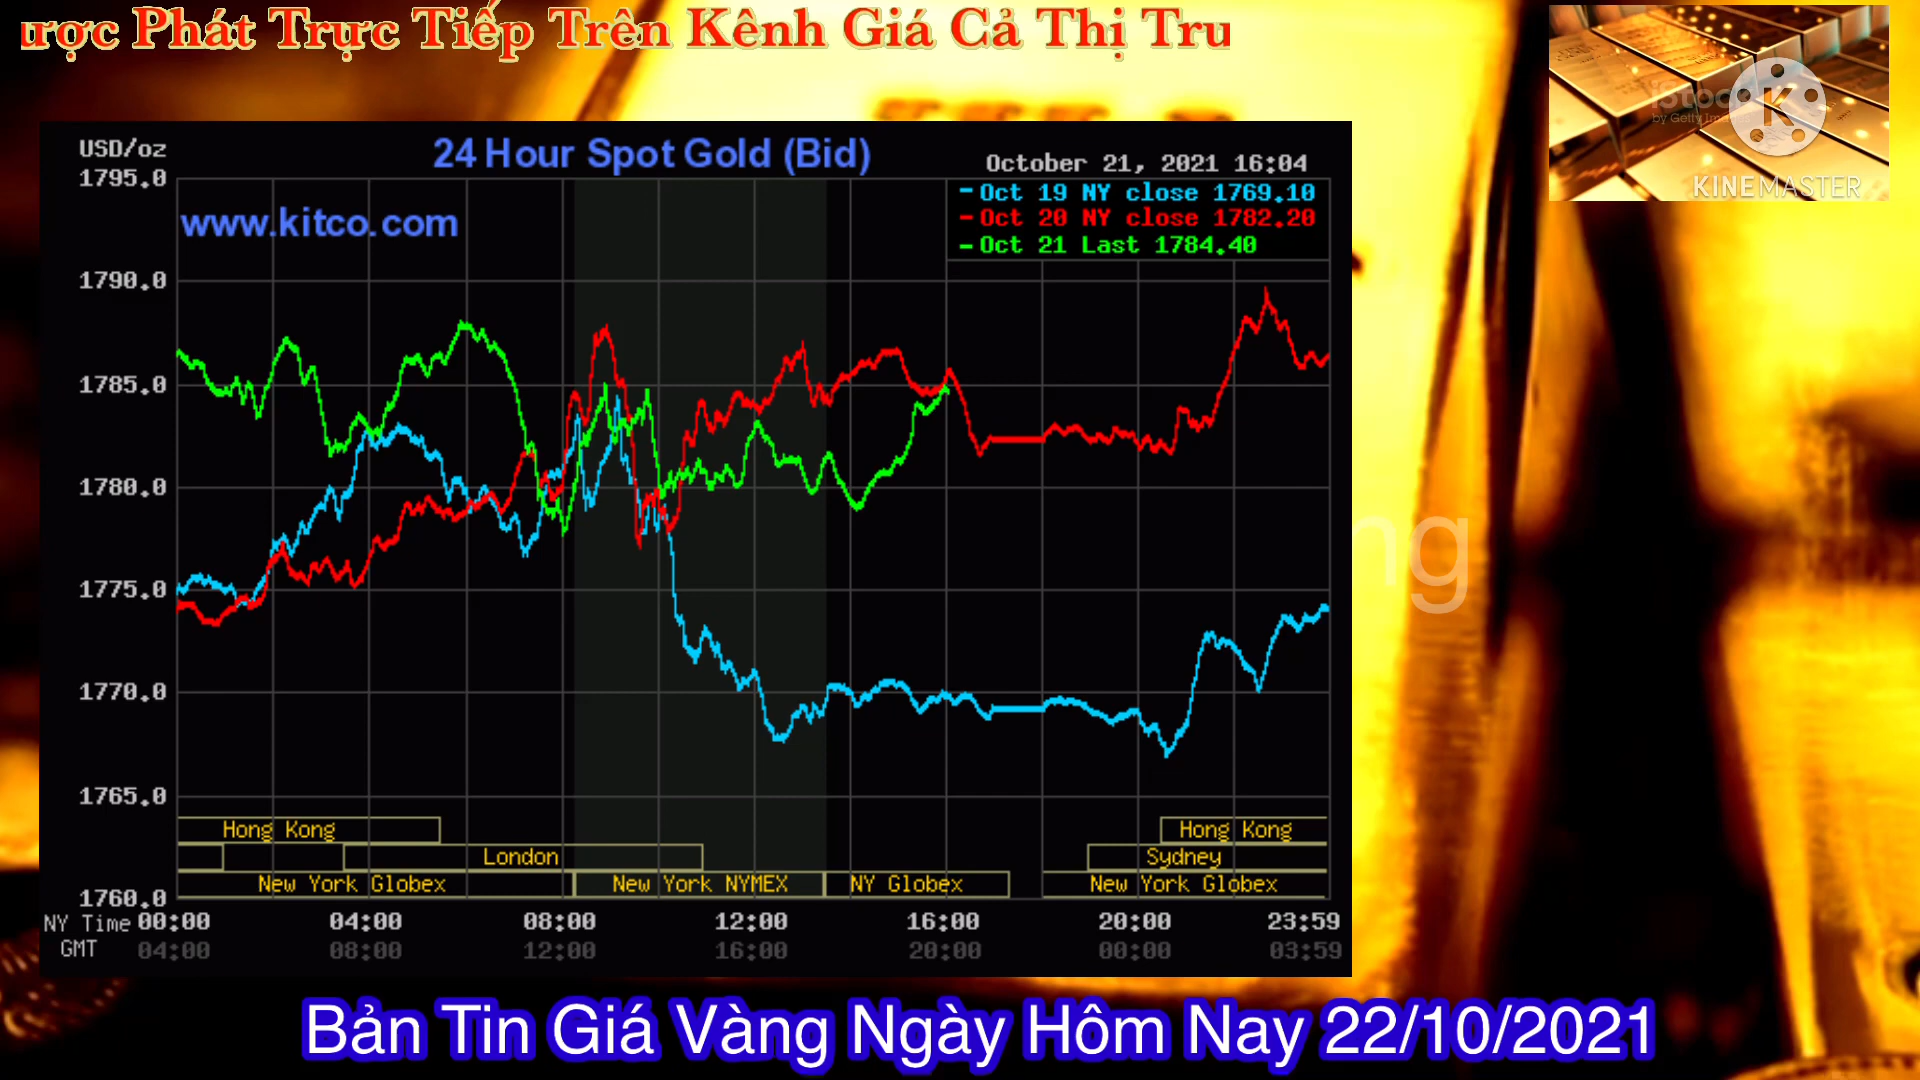 ược Phát Trực Tiếp Trên Kênh Giá Cả Thị Trư
iStock
by Getty Im
K
KINEMASTER
USD/oz
24 Hour Spot Gold (Bid)
October 21, 2021 16:04
www.kitco.com
Oct 19 NY close 1769.10
Oct 20 NY close 1782.20
Oct 21 Last 1784.40
1795.0
1790.0
1785.0
1780.0
1775.0
1770.0
1765.0
1760.0
ng
Hong Kong Hong Kong
London Sydney
New York Globex New York NYMEX NY Globex New York Globex
NY Time 00:00 04:00 08:00 12:00 16:00 20:00 23:59
GMT 04:00 08:00 12:00 16:00 20:00 00:00 03:59
Bản Tin Giá Vàng Ngày Hôm Nay 22/10/2021